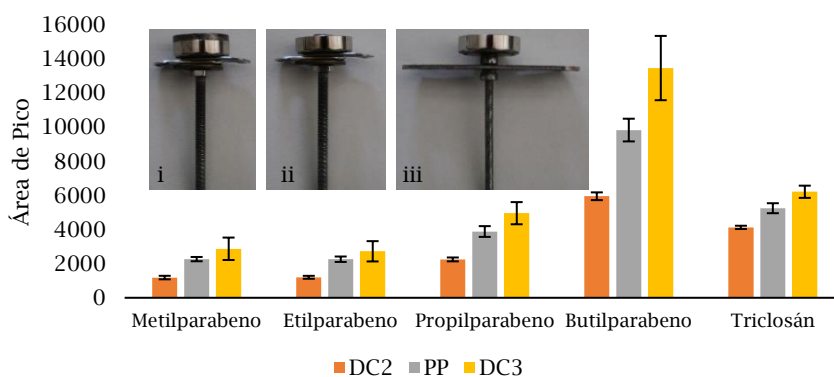 Área de Pico
16000
14000
12000
10000
8000
6000
4000
2000
0
i
ii
iii
Metilparabeno
Etilparabeno
Propilparabeno
Butilparabeno
Triclosán
DC2
PP
DC3